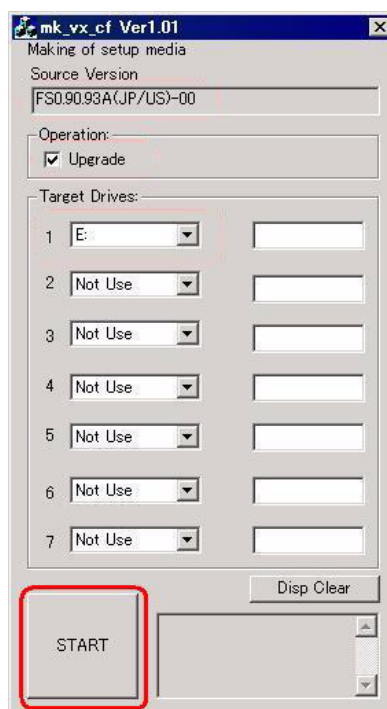 mk_vx_cf Ver1.01
Making of setup media
Source Version
FS0.90.93A(JP/US)-00
Operation:
Upgrade
Target Drives:
1 E:
2 Not Use
3 Not Use
4 Not Use
5 Not Use
6 Not Use
7 Not Use
Disp Clear
START